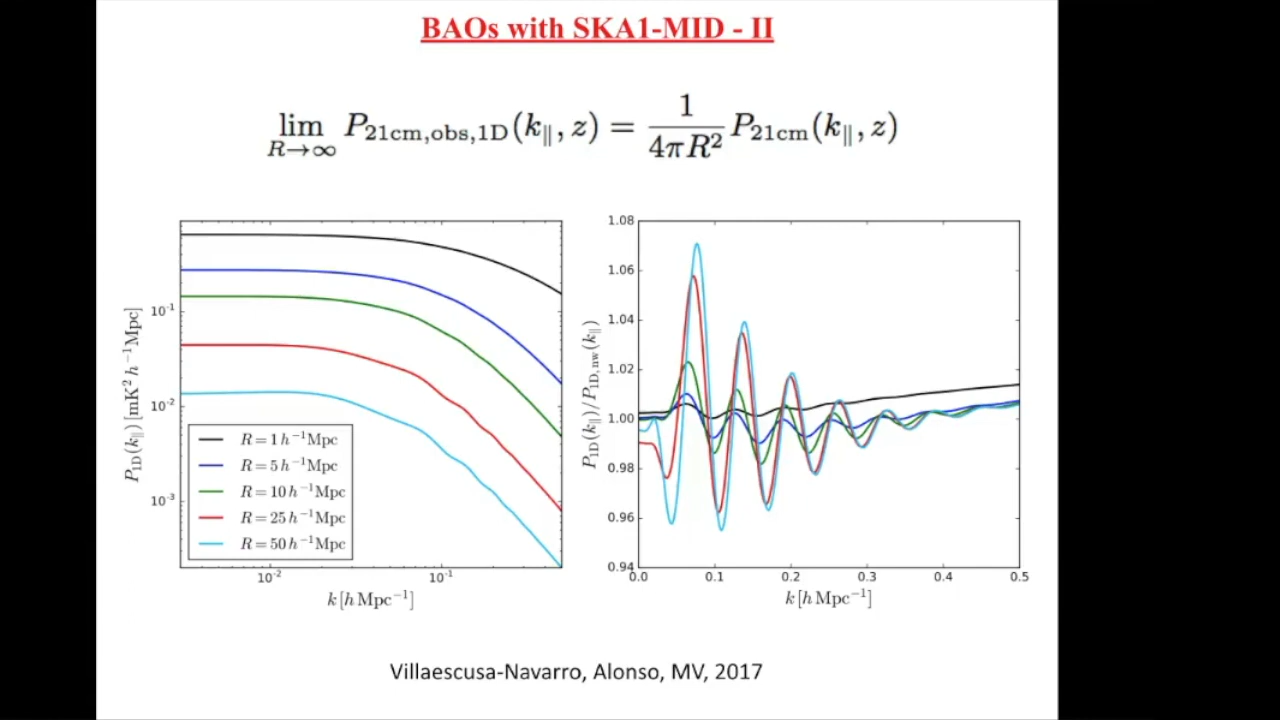 BAOs with SKA1-MID - II
lim R→∞ P21cm,obs,1D(k∥, z) = 1/4πR² P21cm(k∥, z)
P1D(k∥) [mK² h⁻¹Mpc]
10⁻¹
10⁻²
10⁻³
R = 1 h⁻¹Mpc
R = 5 h⁻¹Mpc
R = 10 h⁻¹Mpc
R = 25 h⁻¹Mpc
R = 50 h⁻¹Mpc
10⁻² 10⁻¹
k [h Mpc⁻¹]
P1D(k∥)/P1D,nw(k∥)
1.08
1.06
1.04
1.02
1.00
0.98
0.96
0.94
0.0 0.1 0.2 0.3 0.4 0.5
k [h Mpc⁻¹]
Villaescusa-Navarro, Alonso, MV, 2017